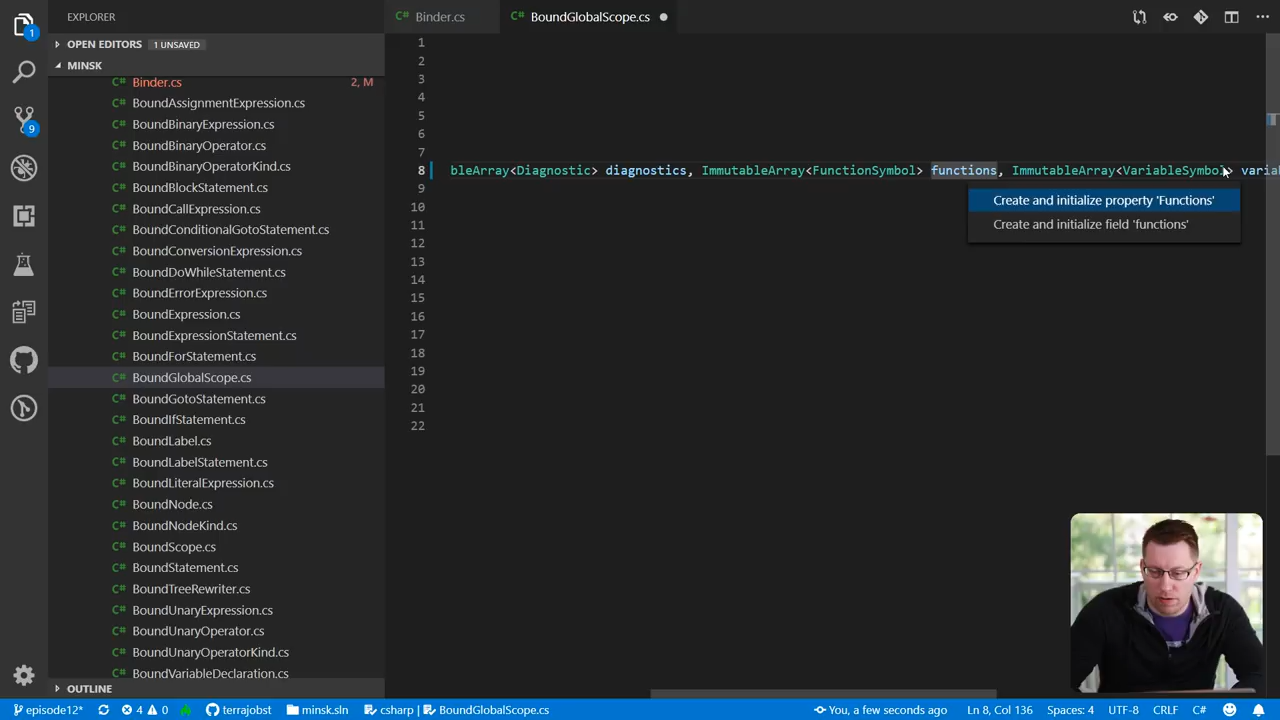 EXPLORER
Binder.cs
BoundGlobalScope.cs
OPEN EDITORS 1 UNSAVED
MINSK
1
Binder.cs 2, M
BoundAssignmentExpression.cs
BoundBinaryExpression.cs
9
BoundBinaryOperator.cs
BoundBinaryOperatorKind.cs
BoundBlockStatement.cs
BoundCallExpression.cs
BoundConditionalGotoStatement.cs
BoundConversionExpression.cs
BoundDoWhileStatement.cs
BoundErrorExpression.cs
BoundExpression.cs
BoundExpressionStatement.cs
BoundForStatement.cs
BoundGlobalScope.cs
BoundGotoStatement.cs
BoundIfStatement.cs
BoundLabel.cs
BoundLabelStatement.cs
BoundLiteralExpression.cs
BoundNode.cs
BoundNodeKind.cs
BoundScope.cs
BoundStatement.cs
BoundTreeRewriter.cs
BoundUnaryExpression.cs
BoundUnaryOperator.cs
BoundUnaryOperatorKind.cs
BoundVariableDeclaration.cs
OUTLINE
1
2
3
4
5
6
7
8 bleArray<Diagnostic> diagnostics, ImmutableArray<FunctionSymbol> functions, ImmutableArray<VariableSymbol> varia
9
10
11
12
13
14
15
16
17
18
19
20
21
22
Create and initialize property 'Functions'
Create and initialize field 'functions'
episode12* 4 0 terrajobst minsk.sln csharp | BoundGlobalScope.cs You, a few seconds ago Ln 8, Col 136 Spaces: 4 UTF-8 CRLF C#